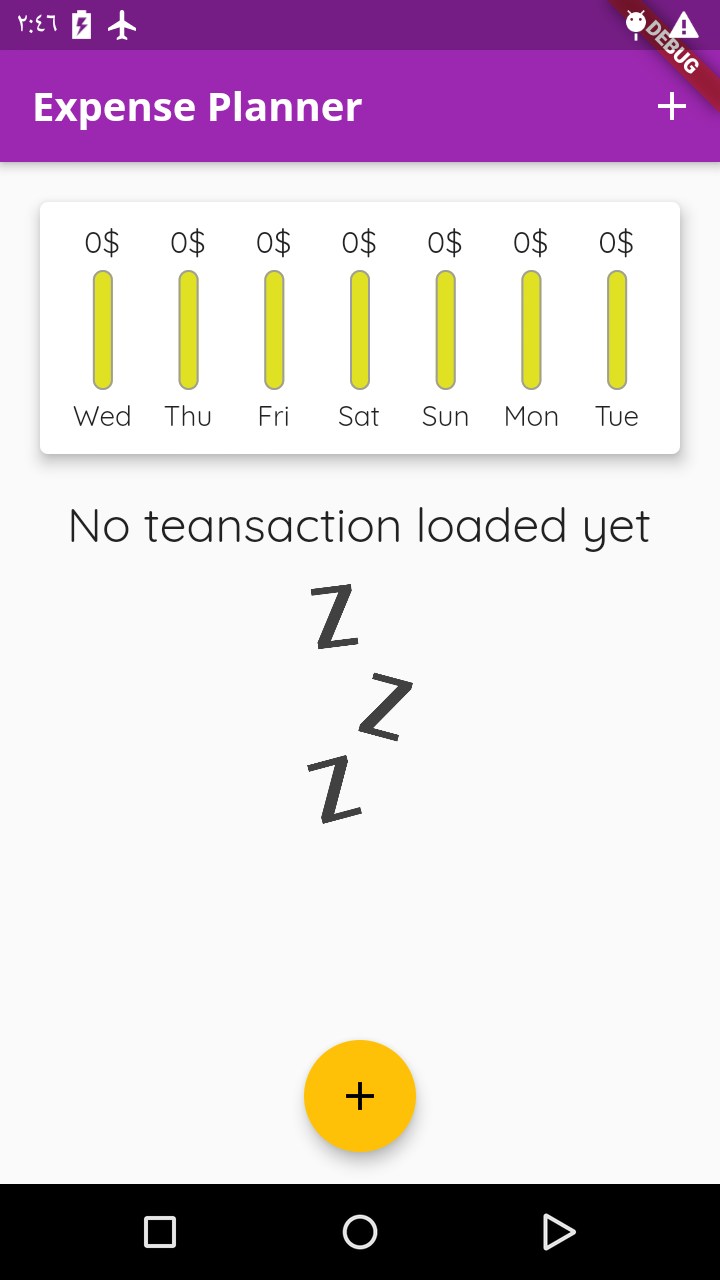 ٢:٤٦
DEBUG
Expense Planner
0$ 0$ 0$ 0$ 0$ 0$ 0$
Wed Thu Fri Sat Sun Mon Tue
No teansaction loaded yet
Z
Z
Z